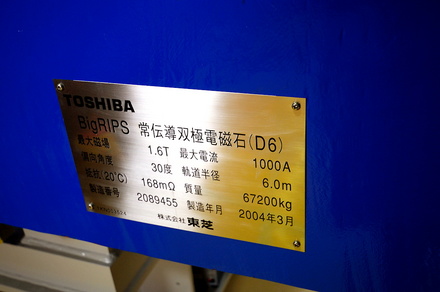 TOSHIBA
BigRIPS 常伝導双極電磁石(D6)
最大磁場 1.6T 最大電流 1000A
偏向角度 30度 軌道半径 6.0m
抵抗(20℃) 168mΩ 質量 67200kg
製造番号 2089455 製造年月 2004年3月
株式会社 東芝